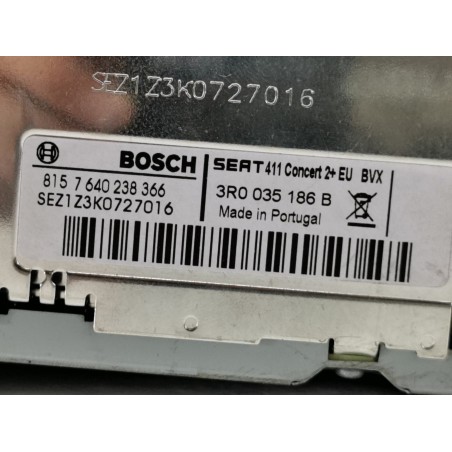 SEZ1Z3K0727016
BOSCH
815 7 640 238 366
SEZ1Z3K0727016
SEAT 411 Concert 2+ EU BVX
3R0 035 186 B
Made in Portugal